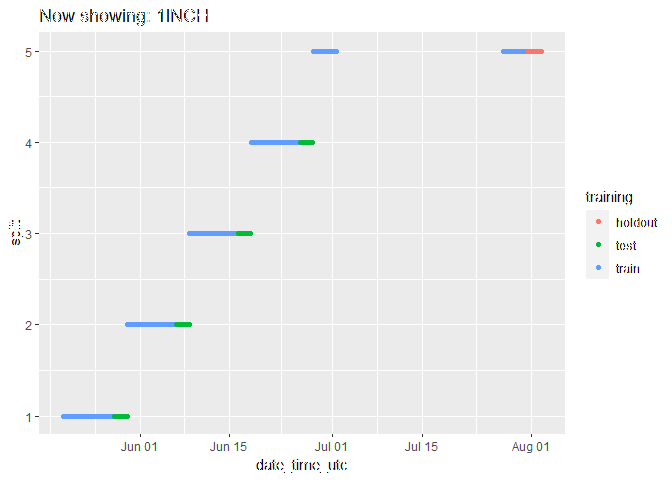 Now showing: 1INCH
5
4
3
2
1
split
Jun 01
Jun 15
Jul 01
Jul 15
Aug 01
date_time_utc
training
holdout
test
train